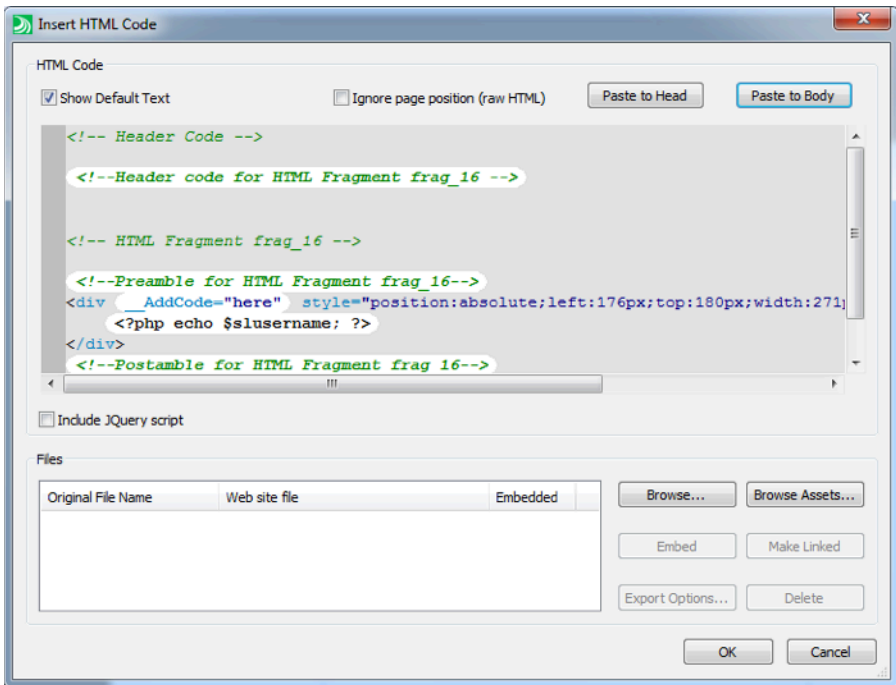 Insert HTML Code
HTML Code
Show Default Text
Ignore page position (raw HTML)
Paste to Head
Paste to Body
<!-- Header Code -->
<!--Header code for HTML Fragment frag_16 -->
<!-- HTML Fragment frag_16 -->
<!--Preamble for HTML Fragment frag_16-->
<div __AddCode="here" style="position:absolute;left:176px;top:180px;width:271p
<?php echo $slusername; ?>
</div>
<!--Postamble for HTML Fragment frag 16-->
Include JQuery script
Files
Original File Name Web site file Embedded
Browse...
Browse Assets...
Embed
Make Linked
Export Options...
Delete
OK
Cancel